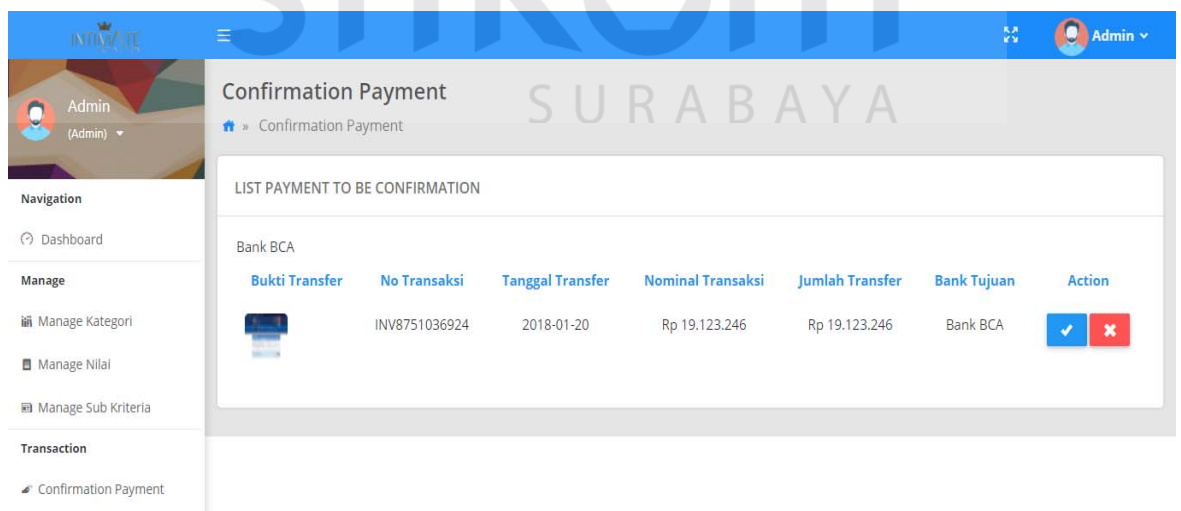 INTIMATE
Admin
SURABAYA
Admin
(Admin)
Confirmation Payment
» Confirmation Payment
Navigation
Dashboard
Manage
Manage Kategori
Manage Nilai
Manage Sub Kriteria
Transaction
Confirmation Payment
LIST PAYMENT TO BE CONFIRMATION
Bank BCA
Bukti Transfer No Transaksi Tanggal Transfer Nominal Transaksi Jumlah Transfer Bank Tujuan Action
INV8751036924 2018-01-20 Rp 19.123.246 Rp 19.123.246 Bank BCA